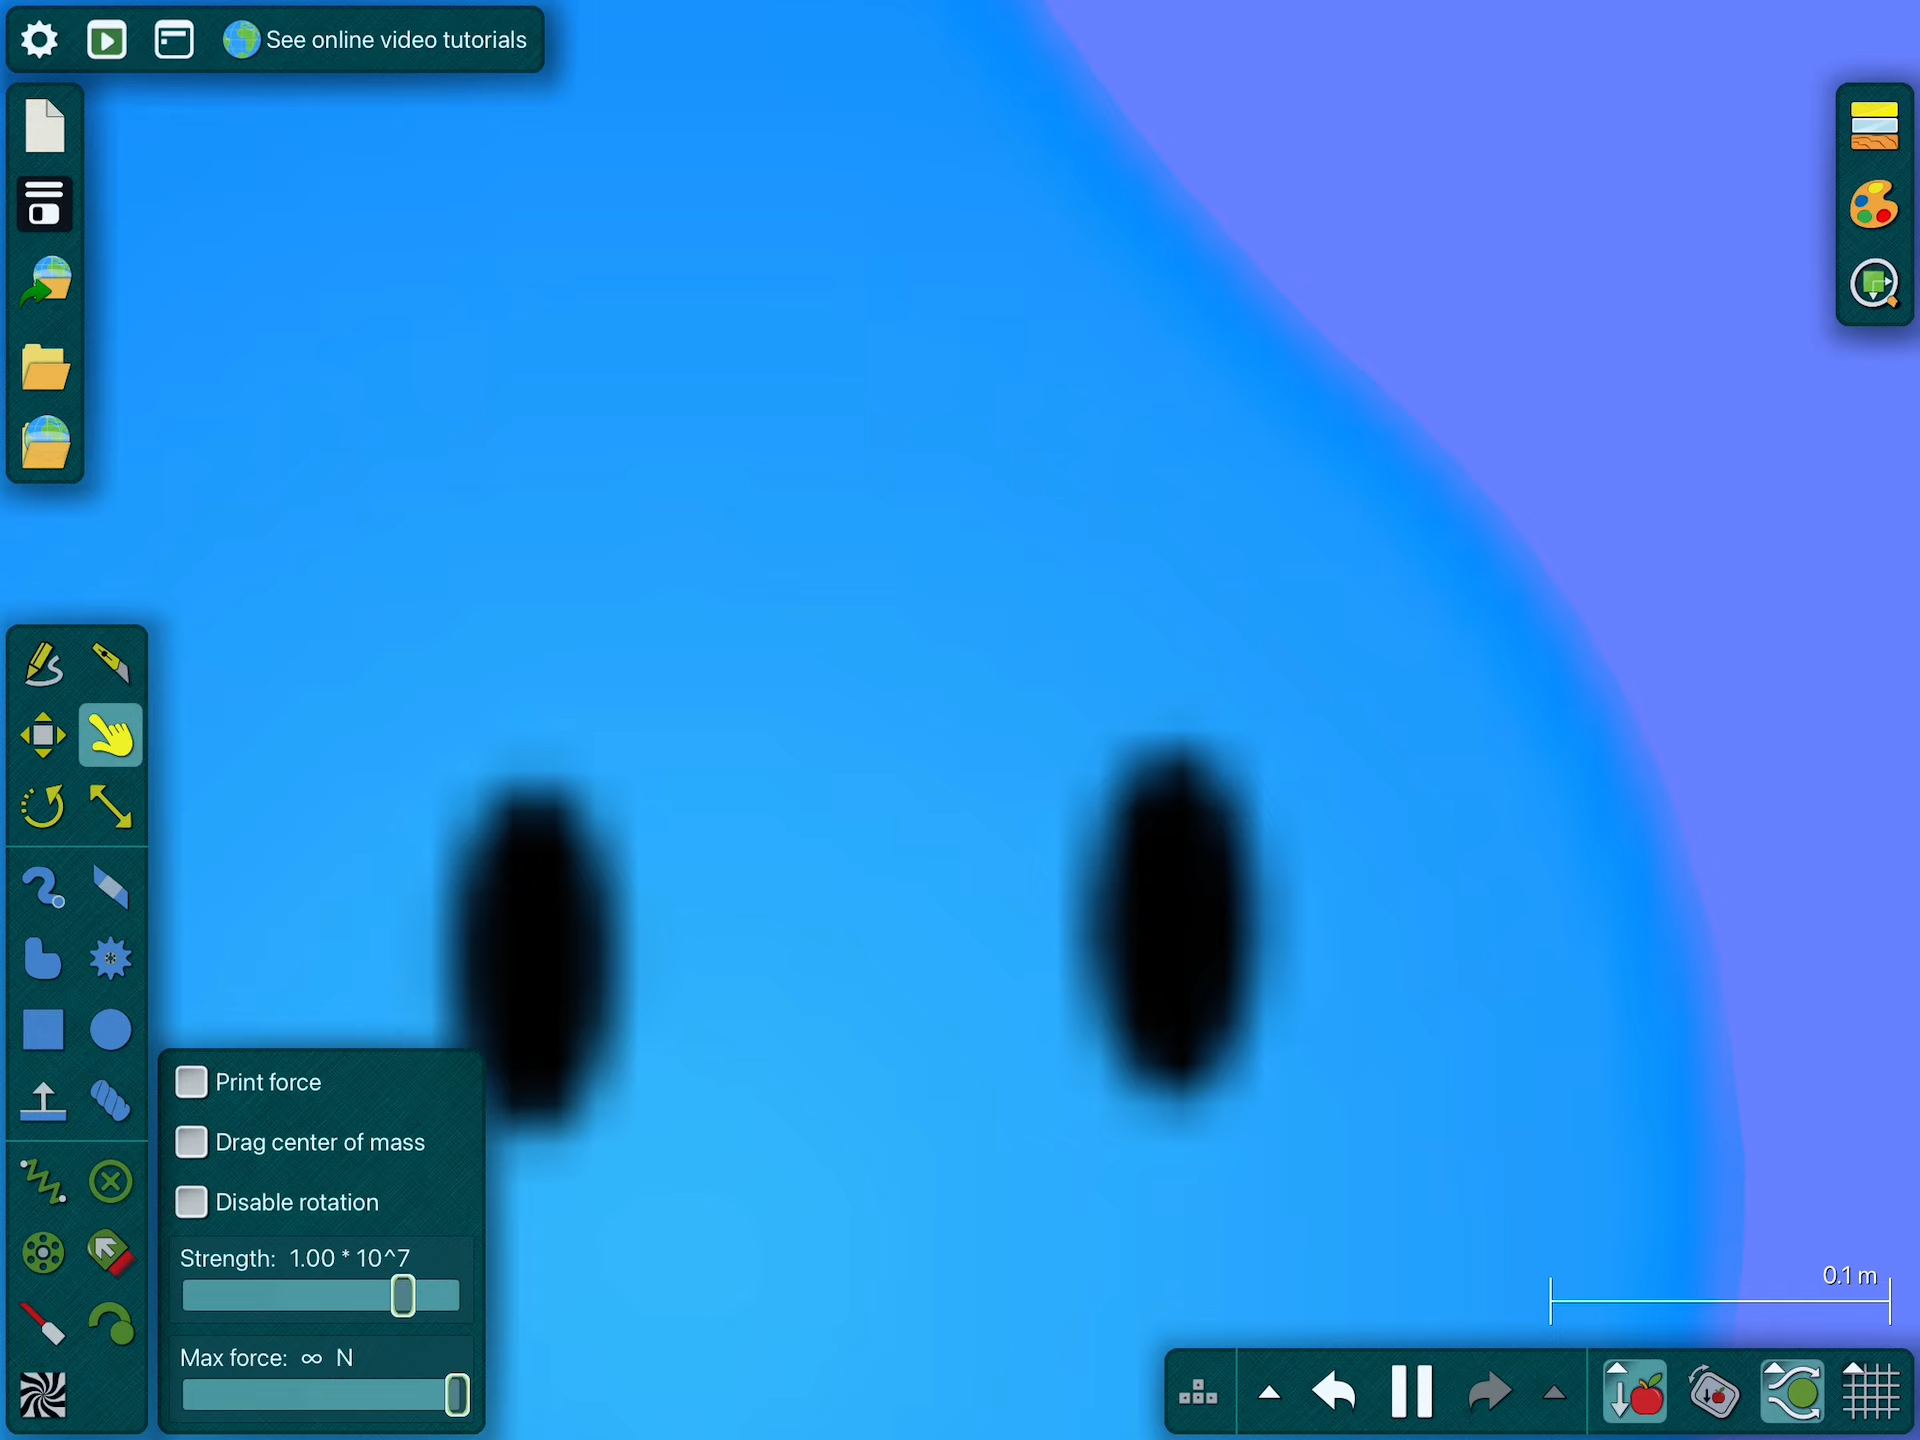 See online video tutorials
Print force
Drag center of mass
Disable rotation
Strength: 1.00 * 10^7
Max force: ∞ N
0.1 m